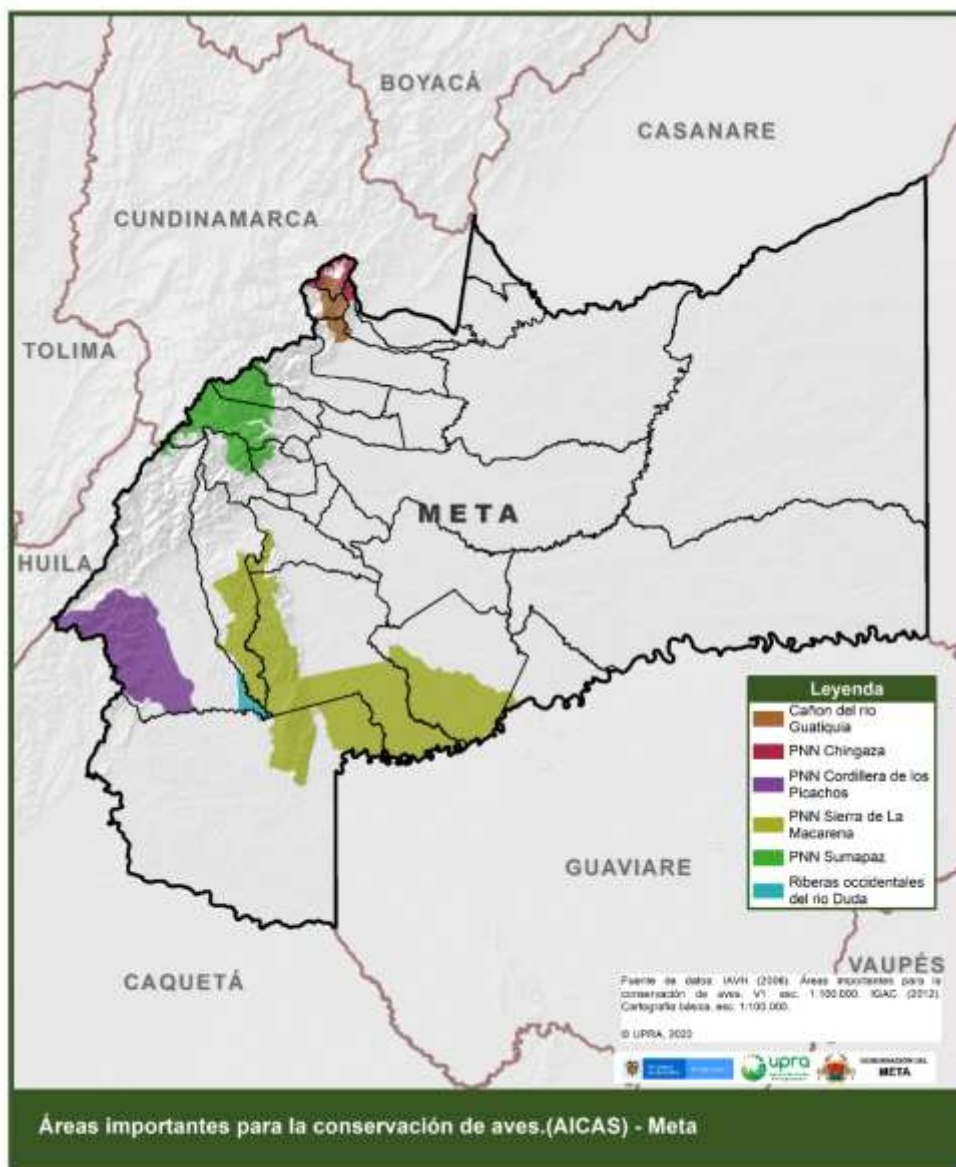 BOYACÁ
CASANARE
CUNDINAMARCA
TOLIMA
META
HUILA
Leyenda
Cañon del rio
Guatiquia
PNN Chingaza
PNN Cordillera de los
Picachos
PNN Sierra de La
Macarena
PNN Sumapaz
Riberas occidentales
del rio Duda
GUAVIARE
CAQUETÁ
VAUPÉS
Fuente de datos: IAVH (2006). Áreas importantes para la
conservación de aves. V1. esc. 1:100.000. IGAC (2012).
Cartografía básica, esc. 1:100.000.
© UPRA, 2022
upra
GOBERNACIÓN DEL
META
Áreas importantes para la conservación de aves.(AICAS) - Meta